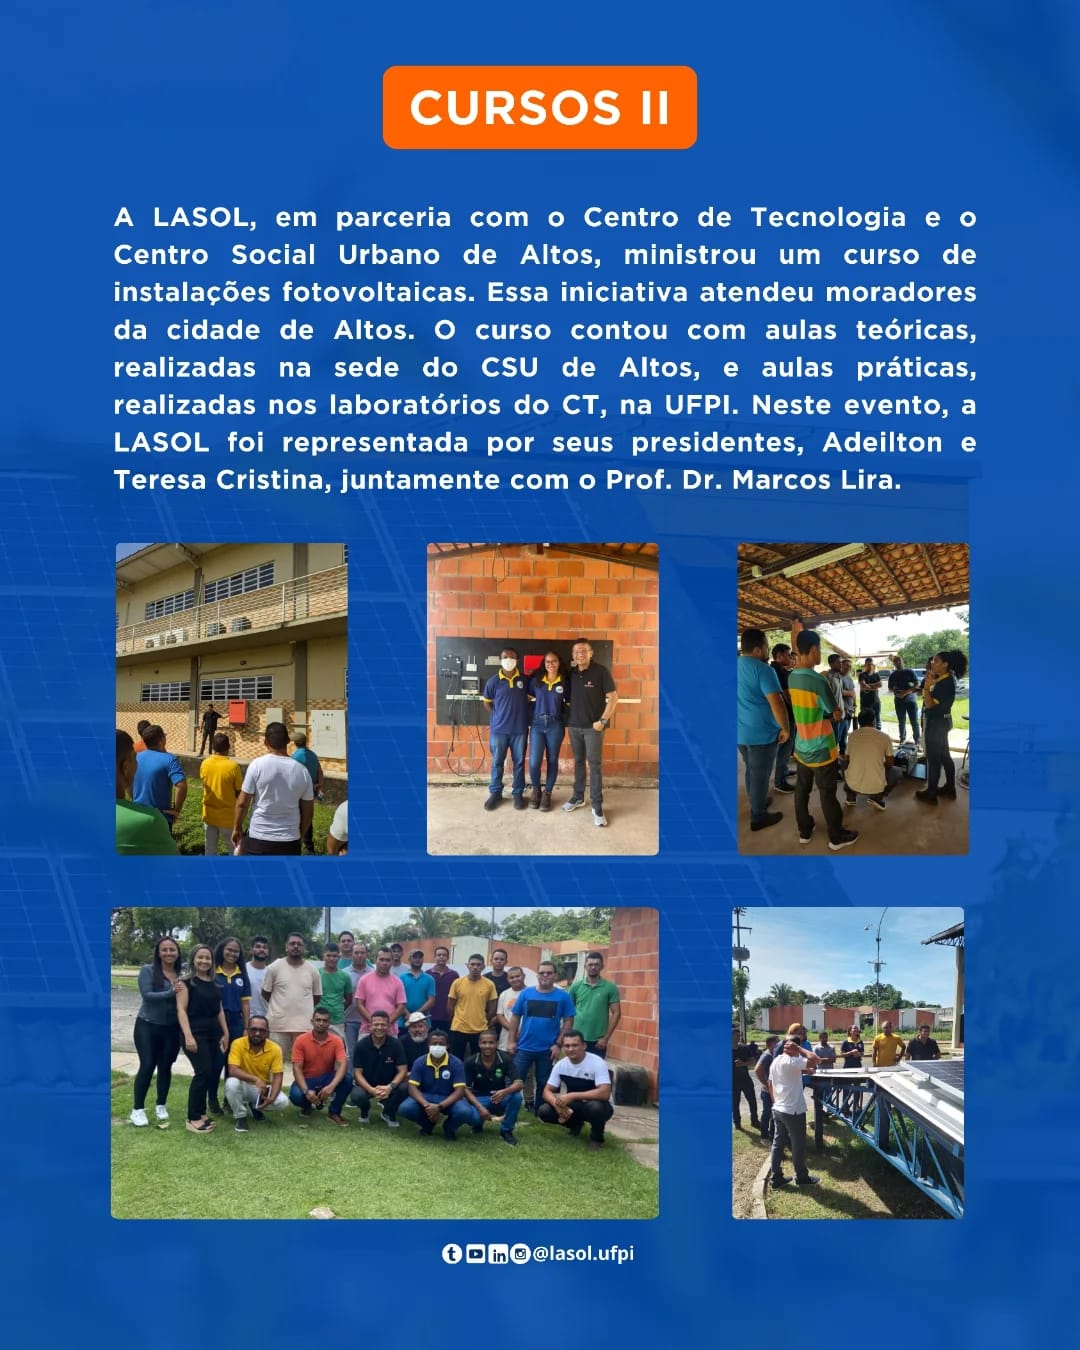 CURSOS II
A LASOL, em parceria com o Centro de Tecnologia e o
Centro Social Urbano de Altos, ministrou um curso de
instalações fotovoltaicas. Essa iniciativa atendeu moradores
da cidade de Altos. O curso contou com aulas teóricas,
realizadas na sede do CSU de Altos, e aulas práticas,
realizadas nos laboratórios do CT, na UFPI. Neste evento, a
LASOL foi representada por seus presidentes, Adeilton e
Teresa Cristina, juntamente com o Prof. Dr. Marcos Lira.
@lasol.ufpi